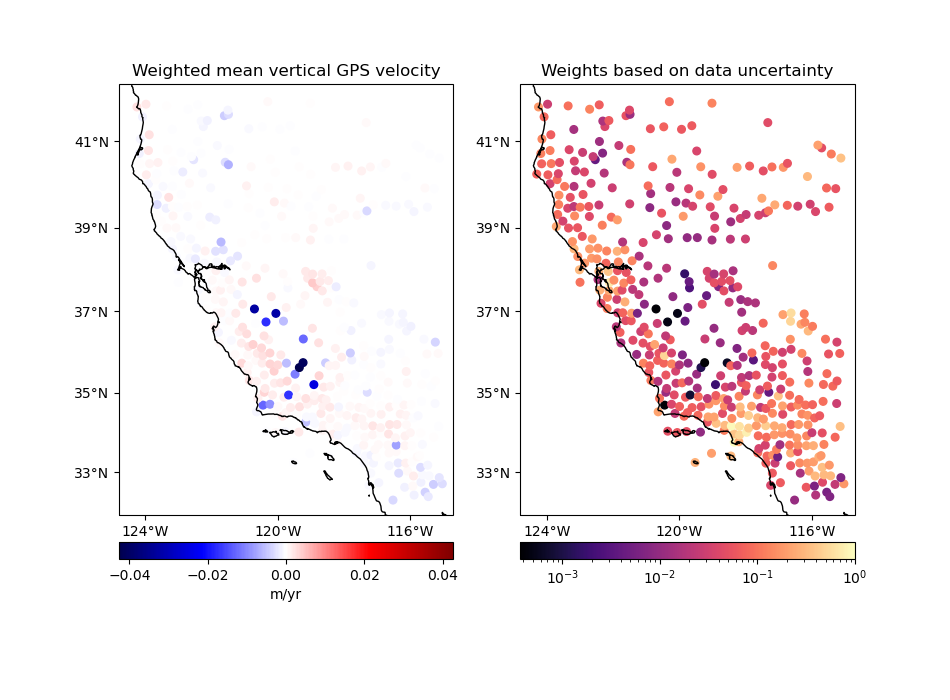 Weighted mean vertical GPS velocity
Weights based on data uncertainty
41°N
39°N
37°N
35°N
33°N
124°W 120°W 116°W
−0.04 −0.02 0.00 0.02 0.04
m/yr
41°N
39°N
37°N
35°N
33°N
124°W 120°W 116°W
10⁻³ 10⁻² 10⁻¹ 10⁰